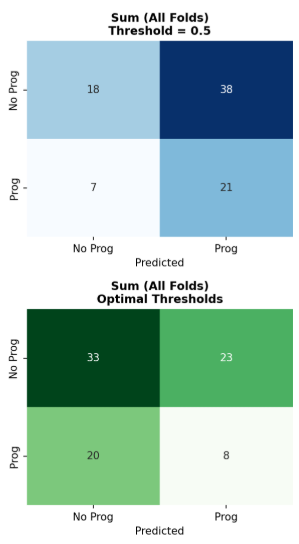 Sum (All Folds)
Threshold = 0.5
No Prog
18
38
Prog
7
21
No Prog
Prog
Predicted
Sum (All Folds)
Optimal Thresholds
No Prog
33
23
Prog
20
8
No Prog
Prog
Predicted